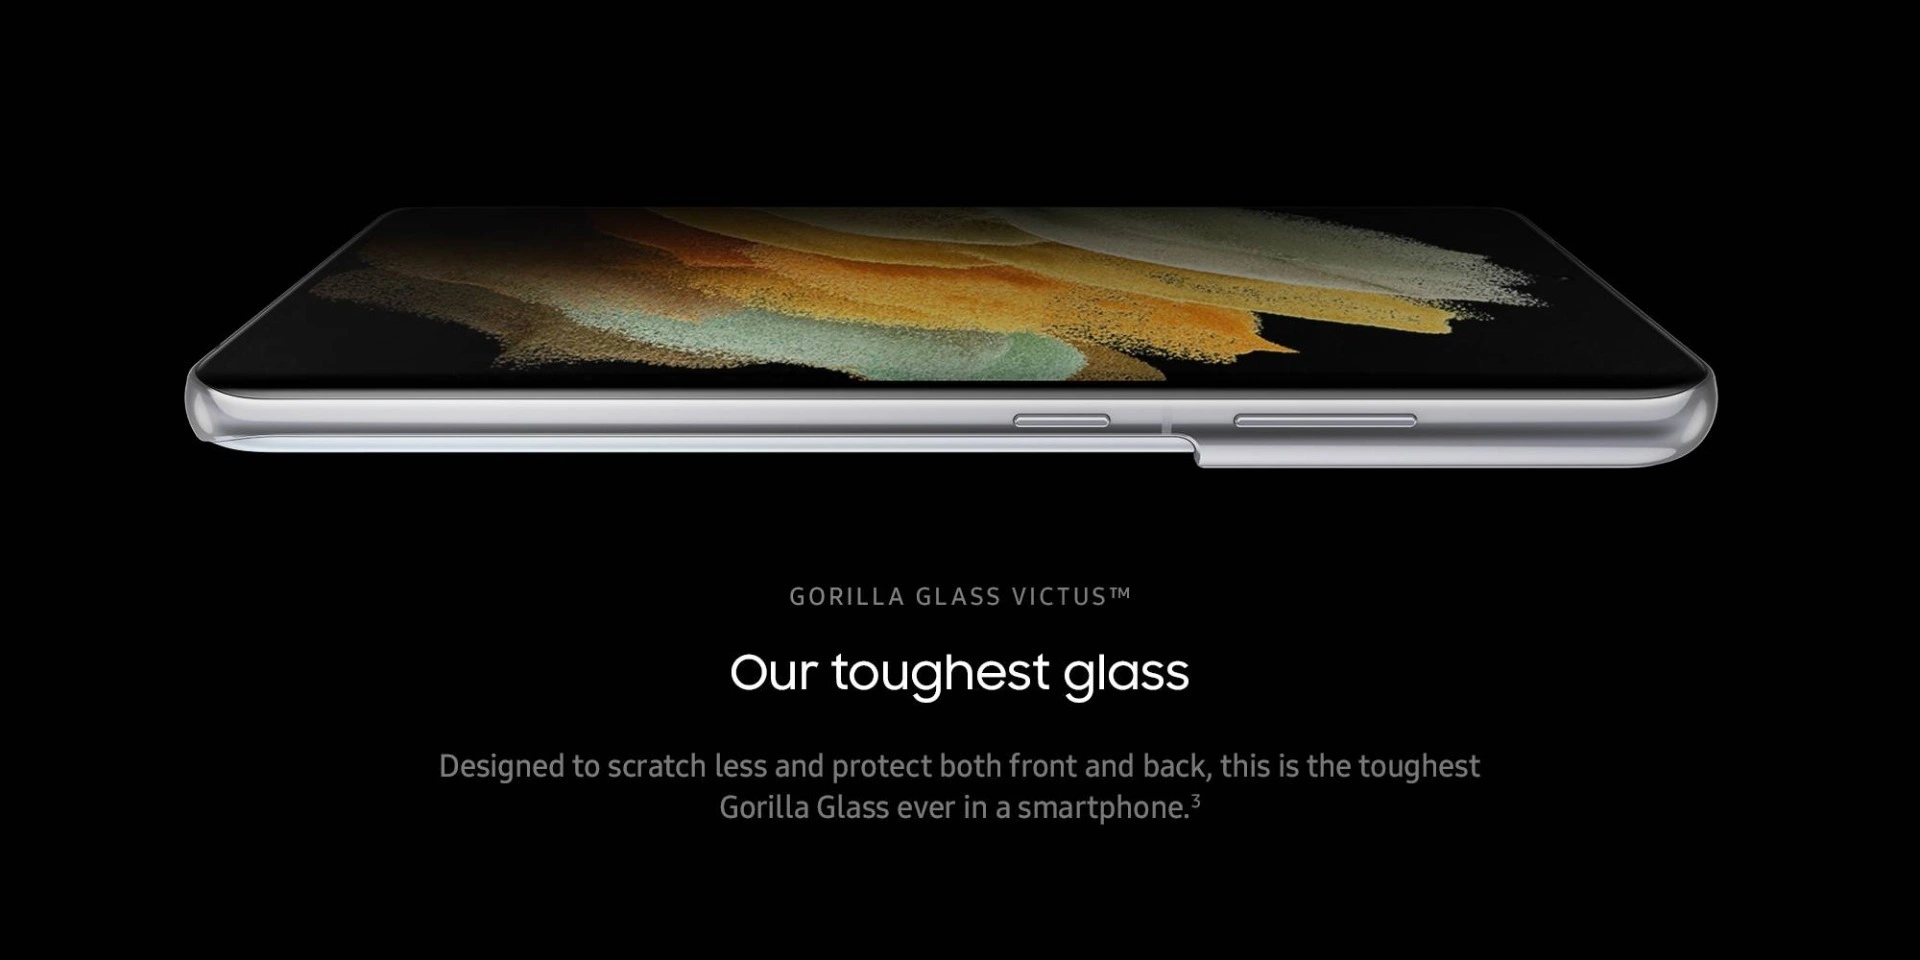 GORILLA GLASS VICTUS™
Our toughest glass
Designed to scratch less and protect both front and back, this is the toughest
Gorilla Glass ever in a smartphone.³